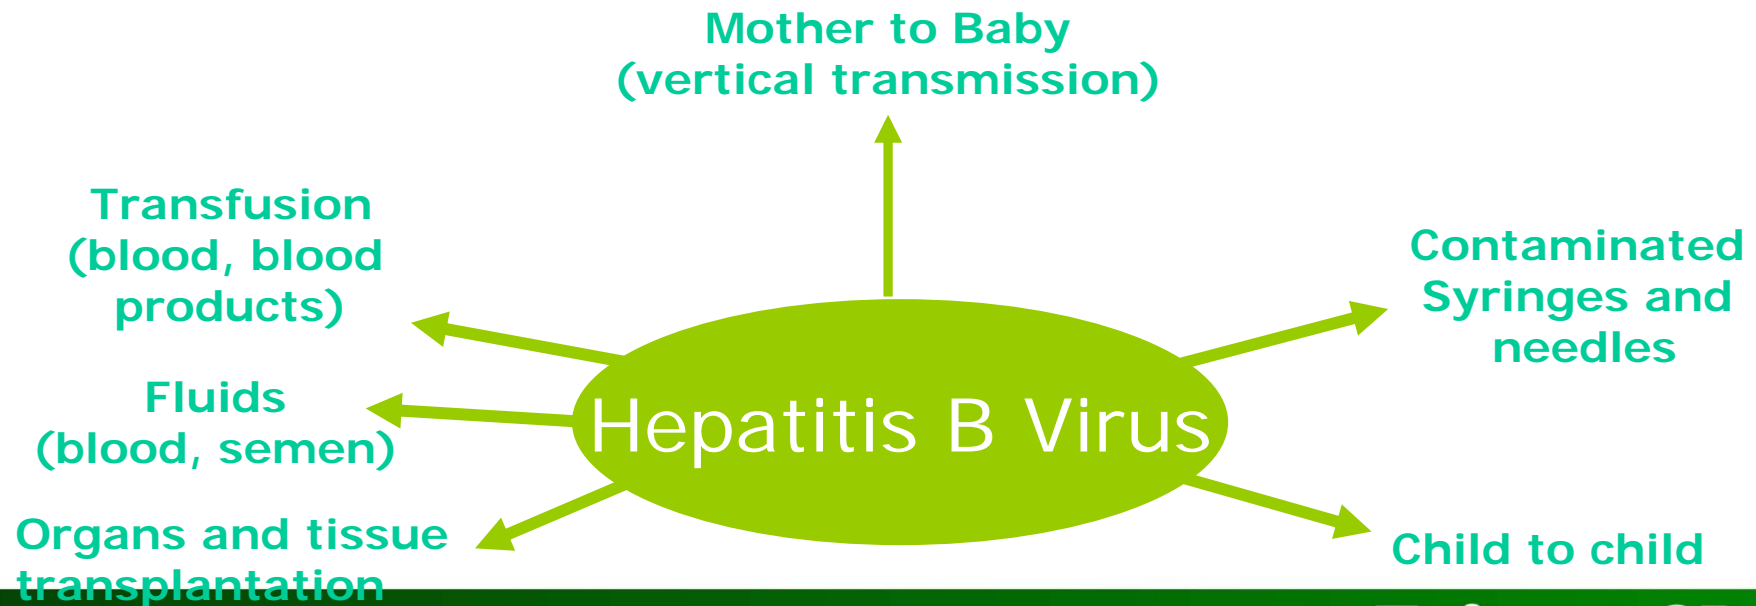 Mother to Baby
(vertical transmission)
Transfusion
(blood, blood
products)
Contaminated
Syringes and
needles
Fluids
(blood, semen)
Hepatitis B Virus
Organs and tissue
transplantation
Child to child